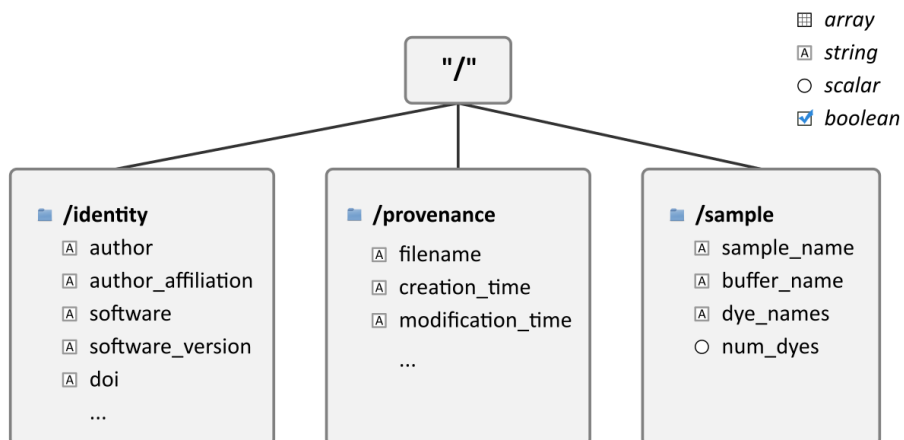 array
string
scalar
boolean
"/"
/identity
A author
A author_affiliation
A software
A software_version
A doi
...
/provenance
A filename
A creation_time
A modification_time
...
/sample
A sample_name
A buffer_name
A dye_names
num_dyes